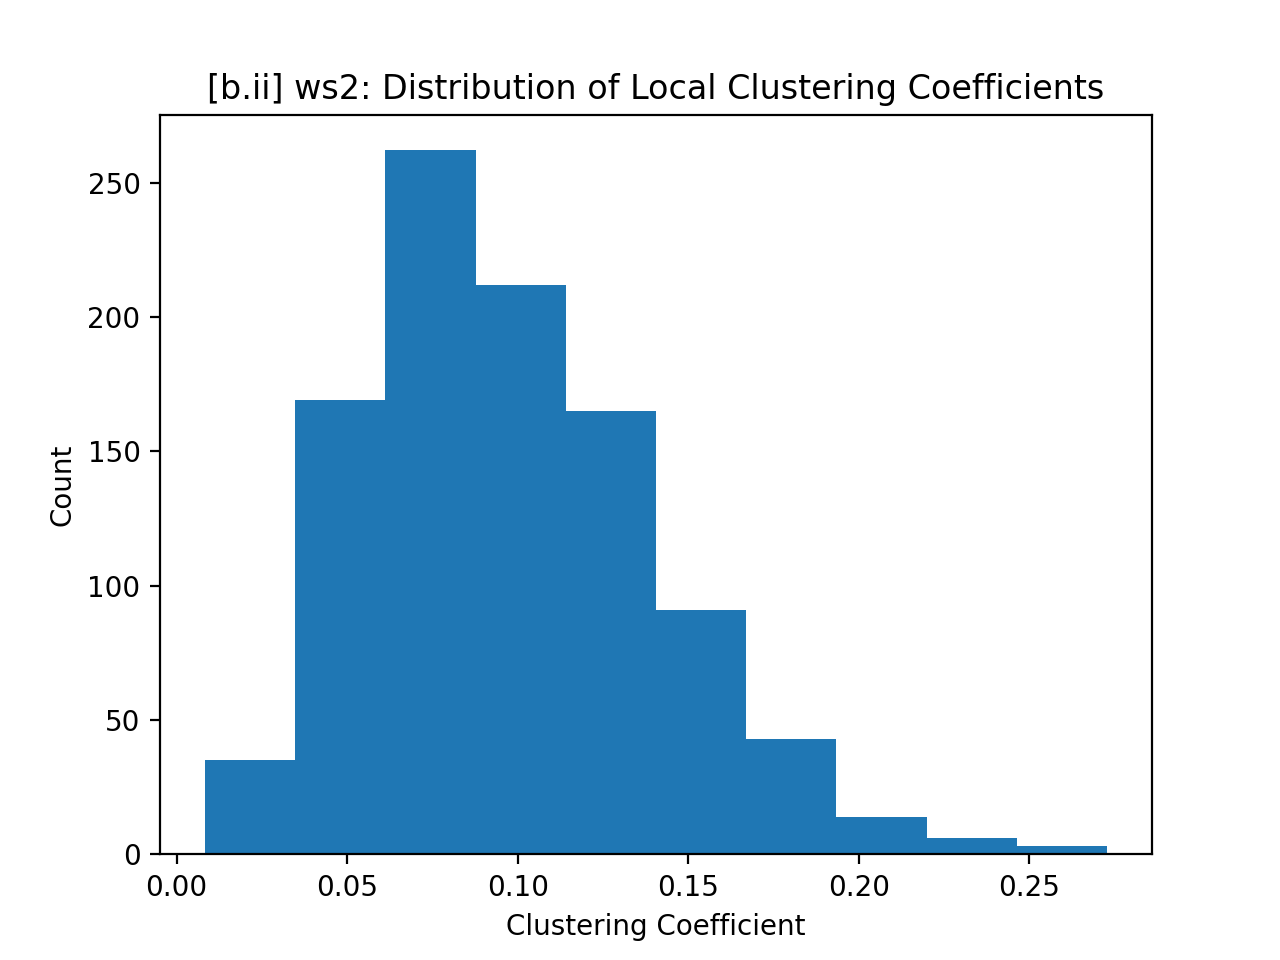 [b.ii] ws2: Distribution of Local Clustering Coefficients
250
200
150
100
50
0
Count
0.00 0.05 0.10 0.15 0.20 0.25
Clustering Coefficient